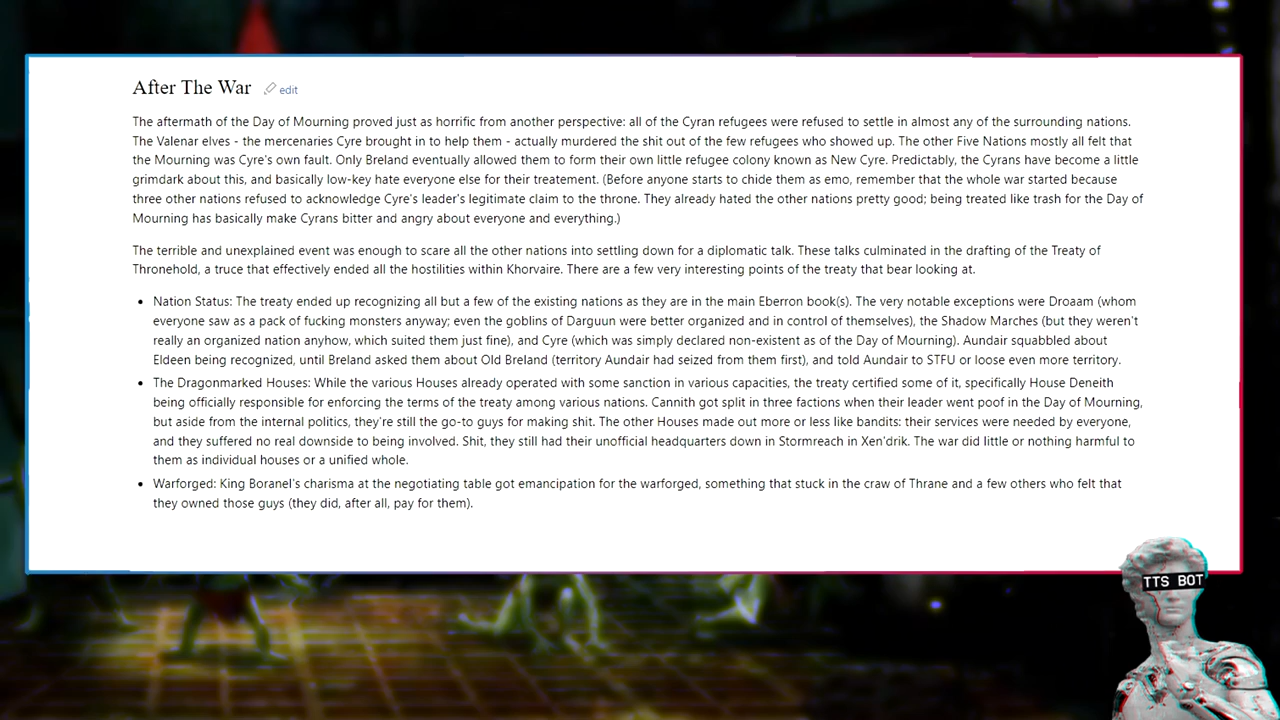 After The War edit
The aftermath of the Day of Mourning proved just as horrific from another perspective: all of the Cyran refugees were refused to settle in almost any of the surrounding nations.
The Valenar elves - the mercenaries Cyre brought in to help them - actually murdered the shit out of the few refugees who showed up. The other Five Nations mostly all felt that
the Mourning was Cyre's own fault. Only Breland eventually allowed them to form their own little refugee colony known as New Cyre. Predictably, the Cyrans have become a little
grimdark about this, and basically low-key hate everyone else for their treatement. (Before anyone starts to chide them as emo, remember that the whole war started because
three other nations refused to acknowledge Cyre's leader's legitimate claim to the throne. They already hated the other nations pretty good; being treated like trash for the Day of
Mourning has basically make Cyrans bitter and angry about everyone and everything.)
The terrible and unexplained event was enough to scare all the other nations into settling down for a diplomatic talk. These talks culminated in the drafting of the Treaty of
Thronehold, a truce that effectively ended all the hostilities within Khorvaire. There are a few very interesting points of the treaty that bear looking at.
• Nation Status: The treaty ended up recognizing all but a few of the existing nations as they are in the main Eberron book(s). The very notable exceptions were Droaam (whom
everyone saw as a pack of fucking monsters anyway; even the goblins of Darguun were better organized and in control of themselves), the Shadow Marches (but they weren't
really an organized nation anyhow, which suited them just fine), and Cyre (which was simply declared non-existent as of the Day of Mourning). Aundair squabbled about
Eldeen being recognized, until Breland asked them about Old Breland (territory Aundair had seized from them first), and told Aundair to STFU or loose even more territory.
• The Dragonmarked Houses: While the various Houses already operated with some sanction in various capacities, the treaty certified some of it, specifically House Deneith
being officially responsible for enforcing the terms of the treaty among various nations. Cannith got split in three factions when their leader went poof in the Day of Mourning,
but aside from the internal politics, they're still the go-to guys for making shit. The other Houses made out more or less like bandits: their services were needed by everyone,
and they suffered no real downside to being involved. Shit, they still had their unofficial headquarters down in Stormreach in Xen'drik. The war did little or nothing harmful to
them as individual houses or a unified whole.
• Warforged: King Boranel's charisma at the negotiating table got emancipation for the warforged, something that stuck in the craw of Thrane and a few others who felt that
they owned those guys (they did, after all, pay for them).
TTS BOT